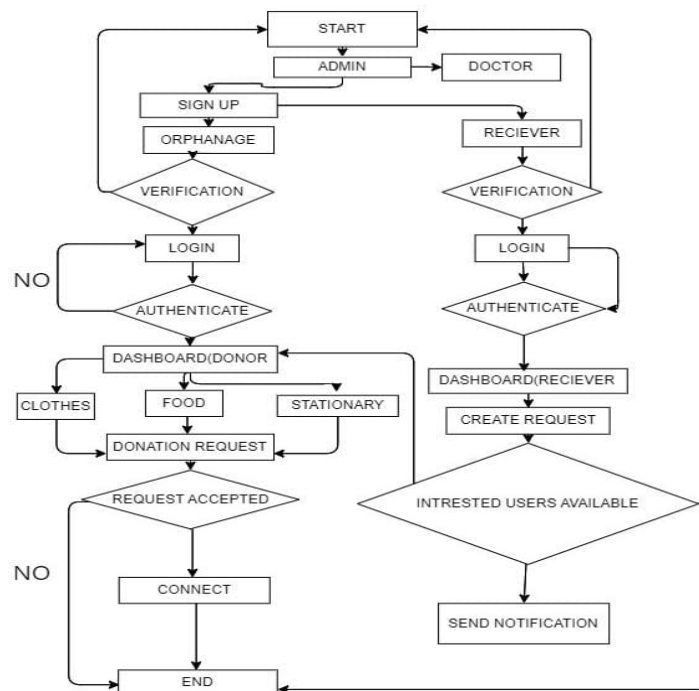 START
ADMIN
DOCTOR
SIGN UP
ORPHANAGE
RECIEVER
VERIFICATION
VERIFICATION
LOGIN
LOGIN
NO
AUTHENTICATE
AUTHENTICATE
DASHBOARD(DONOR
DASHBOARD(RECIEVER
CLOTHES
FOOD
STATIONARY
CREATE REQUEST
DONATION REQUEST
REQUEST ACCEPTED
INTRESTED USERS AVAILABLE
NO
CONNECT
SEND NOTIFICATION
END